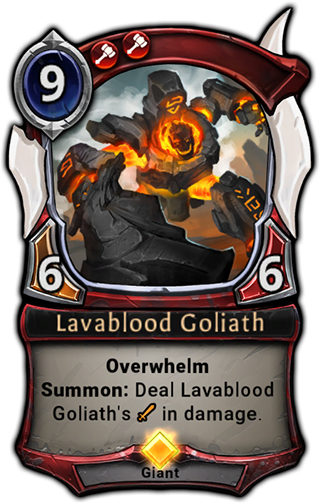 9
6
6
Lavablood Goliath
Overwhelm
Summon: Deal Lavablood
Goliath's in damage.
Giant